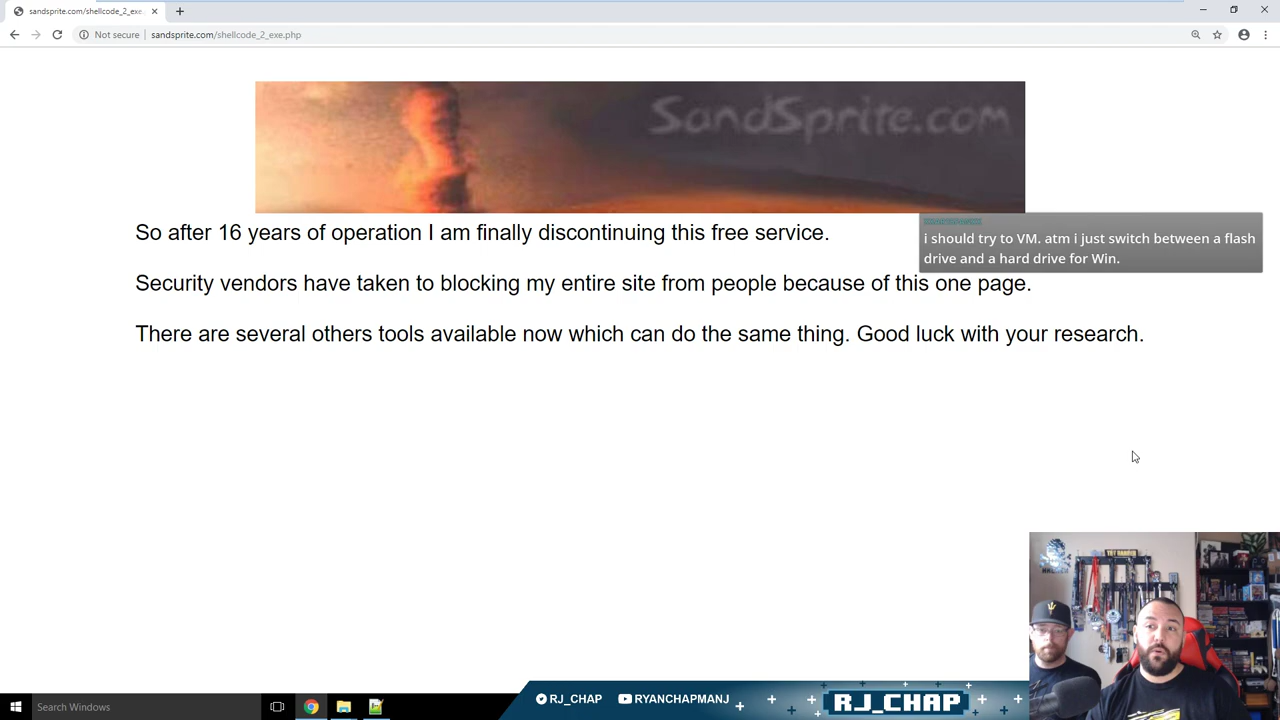 sandsprite.com/shellcode_2_exe.
Not secure
sandsprite.com/shellcode_2_exe.php
SandSprite.com
So after 16 years of operation I am finally discontinuing this free service.
Security vendors have taken to blocking my entire site from people because of this one page.
There are several others tools available now which can do the same thing. Good luck with your research.
i should try to VM. atm i just switch between a flash
drive and a hard drive for Win.
Search Windows
RJ_CHAP
RYANCHAPMANJ
RJ_CHAP